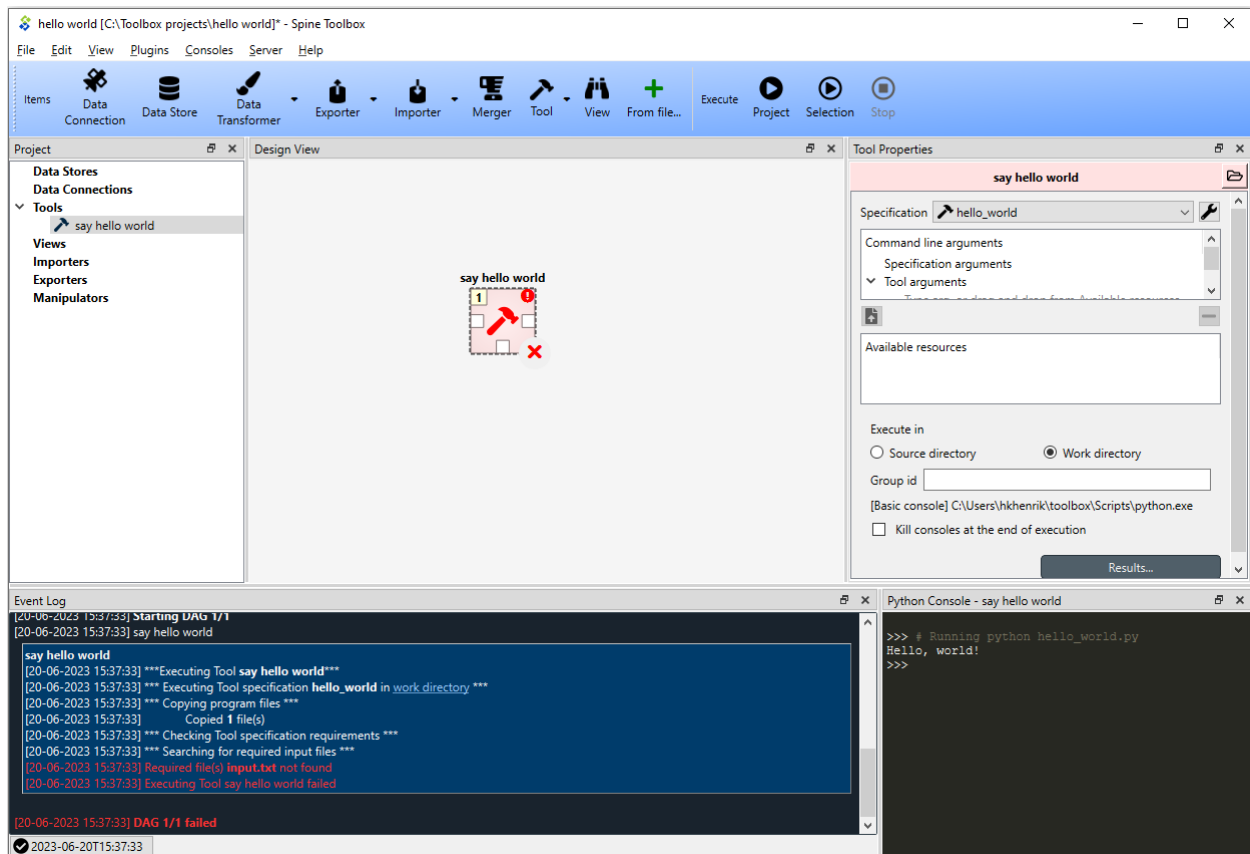 hello world [C:\Toolbox projects\hello world]* - Spine Toolbox
File Edit View Plugins Consoles Server Help
Items
Data Connection
Data Store
Data Transformer
Exporter
Importer
Merger
Tool
View
From file...
Execute
Project
Selection
Stop
Project
Data Stores
Data Connections
Tools
say hello world
Views
Importers
Exporters
Manipulators
Design View
say hello world
1
Tool Properties
say hello world
Specification hello_world
Command line arguments
Specification arguments
Tool arguments
Type arg, or drag and drop from Available resources...
Available resources
Execute in
Source directory Work directory
Group id
[Basic console] C:\Users\hkhenrik\toolbox\Scripts\python.exe
Kill consoles at the end of execution
Results...
Event Log
[20-06-2023 15:37:33] Starting DAG 1/1
[20-06-2023 15:37:33] say hello world
say hello world
[20-06-2023 15:37:33] ***Executing Tool say hello world***
[20-06-2023 15:37:33] *** Executing Tool specification hello_world in work directory ***
[20-06-2023 15:37:33] *** Copying program files ***
[20-06-2023 15:37:33] Copied 1 file(s)
[20-06-2023 15:37:33] *** Checking Tool specification requirements ***
[20-06-2023 15:37:33] *** Searching for required input files ***
[20-06-2023 15:37:33] Required file(s) input.txt not found
[20-06-2023 15:37:33] Executing Tool say hello world failed
[20-06-2023 15:37:33] DAG 1/1 failed
2023-06-20T15:37:33
Python Console - say hello world
>>> # Running python hello_world.py
Hello, world!
>>>